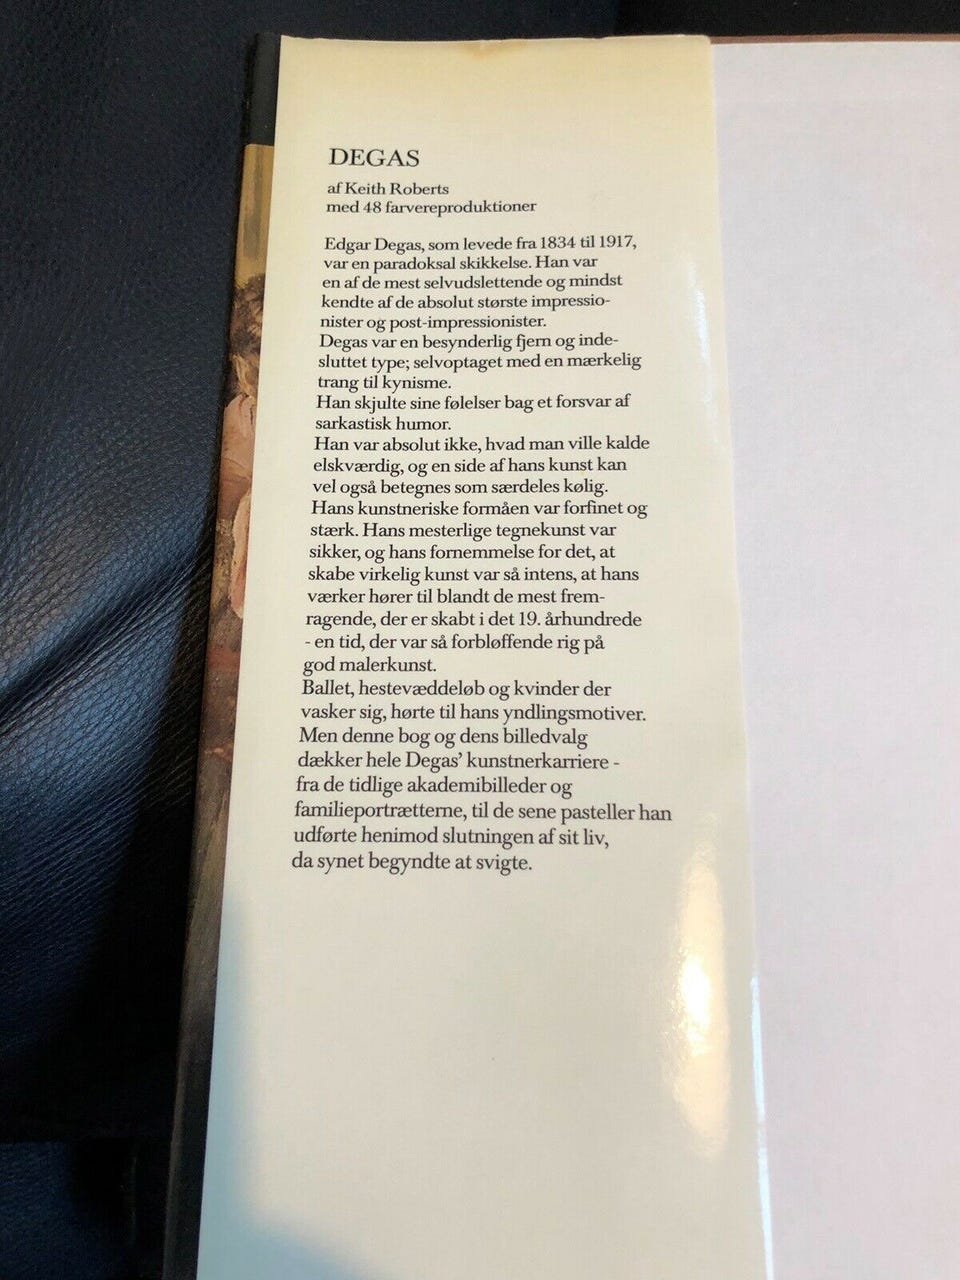 DEGAS
af Keith Roberts
med 48 farvereproduktioner
Edgar Degas, som levede fra 1834 til 1917,
var en paradoksal skikkelse. Han var
en af de mest selvudslettende og mindst
kendte af de absolut største impressio-
nister og post-impressionister.
Degas var en besynderlig fjern og inde-
sluttet type; selvoptaget med en mærkelig
trang til kynisme.
Han skjulte sine følelser bag et forsvar af
sarkastisk humor.
Han var absolut ikke, hvad man ville kalde
elskværdig, og en side af hans kunst kan
vel også betegnes som særdeles kølig.
Hans kunstneriske formåen var forfinet og
stærk. Hans mesterlige tegnekunst var
sikker, og hans fornemmelse for det, at
skabe virkelig kunst var så intens, at hans
værker hører til blandt de mest frem-
ragende, der er skabt i det 19. århundrede
- en tid, der var så forbløffende rig på
god malerkunst.
Ballet, hestevæddeløb og kvinder der
vasker sig, hørte til hans yndlingsmotiver.
Men denne bog og dens billedvalg
dækker hele Degas' kunstnerkarriere -
fra de tidlige akademibilleder og
familieportrætterne, til de sene pasteller han
udførte henimod slutningen af sit liv,
da synet begyndte at svigte.